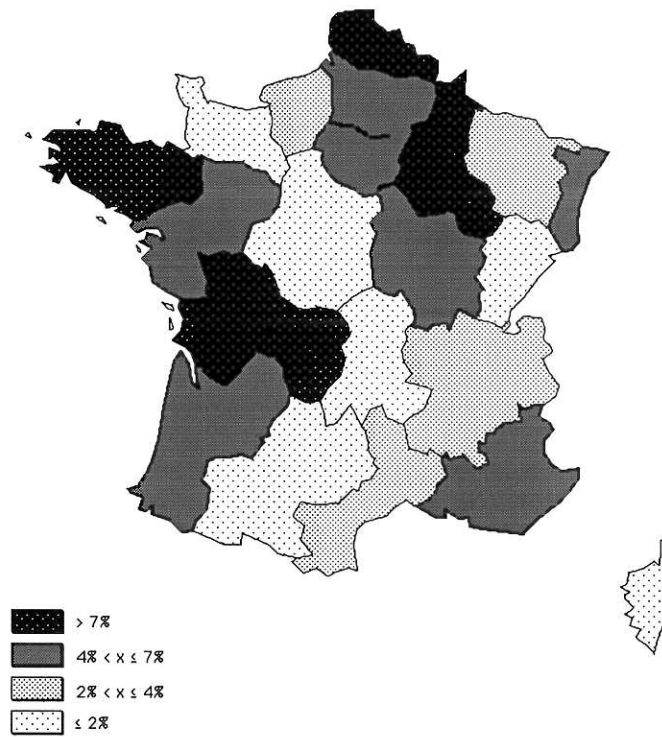 > 7%
4% < x ≤ 7%
2% < x ≤ 4%
≤ 2%